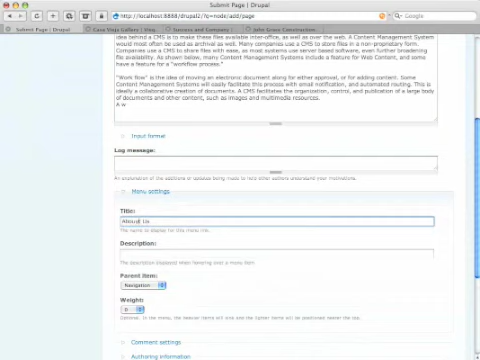 Submit Page | Drupal
http://localhost:8888/drupal2/?q=node/add/page
Google
Submit Page | Drupal
Success and Company
John Grasso Construction
idea behind a CMS is to make these files available inter-office, as well as over the web. A Content Management System
would most often be used as archival as well. Many companies use a CMS to store files in a non-proprietary form.
Companies use a CMS to share files with ease, as most systems use server based software, even further broadening
file availability. As shown below, many Content Management Systems include a feature for Web Content, and some
have a feature for a "workflow process."
"Work flow" is the idea of moving an electronic document along for either approval, or for adding content. Some
Content Management Systems will easily facilitate this process with email notification, and automated routing. This is
ideally a collaborative creation of documents. A CMS facilitates the organization, control, and publication of a large body
of documents and other content, such as images and multimedia resources.
A w
Input format
Log message:
An explanation of the additions or updates being made to help other authors understand your motivations.
Menu settings
Title:
About Us
The name to display for this menu link.
Description:
The description displayed when hovering over a menu item.
Parent item:
Navigation
Weight:
0
Optional. In the menu, the heavier items will sink and the lighter items will be positioned nearer the top.
Comment settings
Authoring information